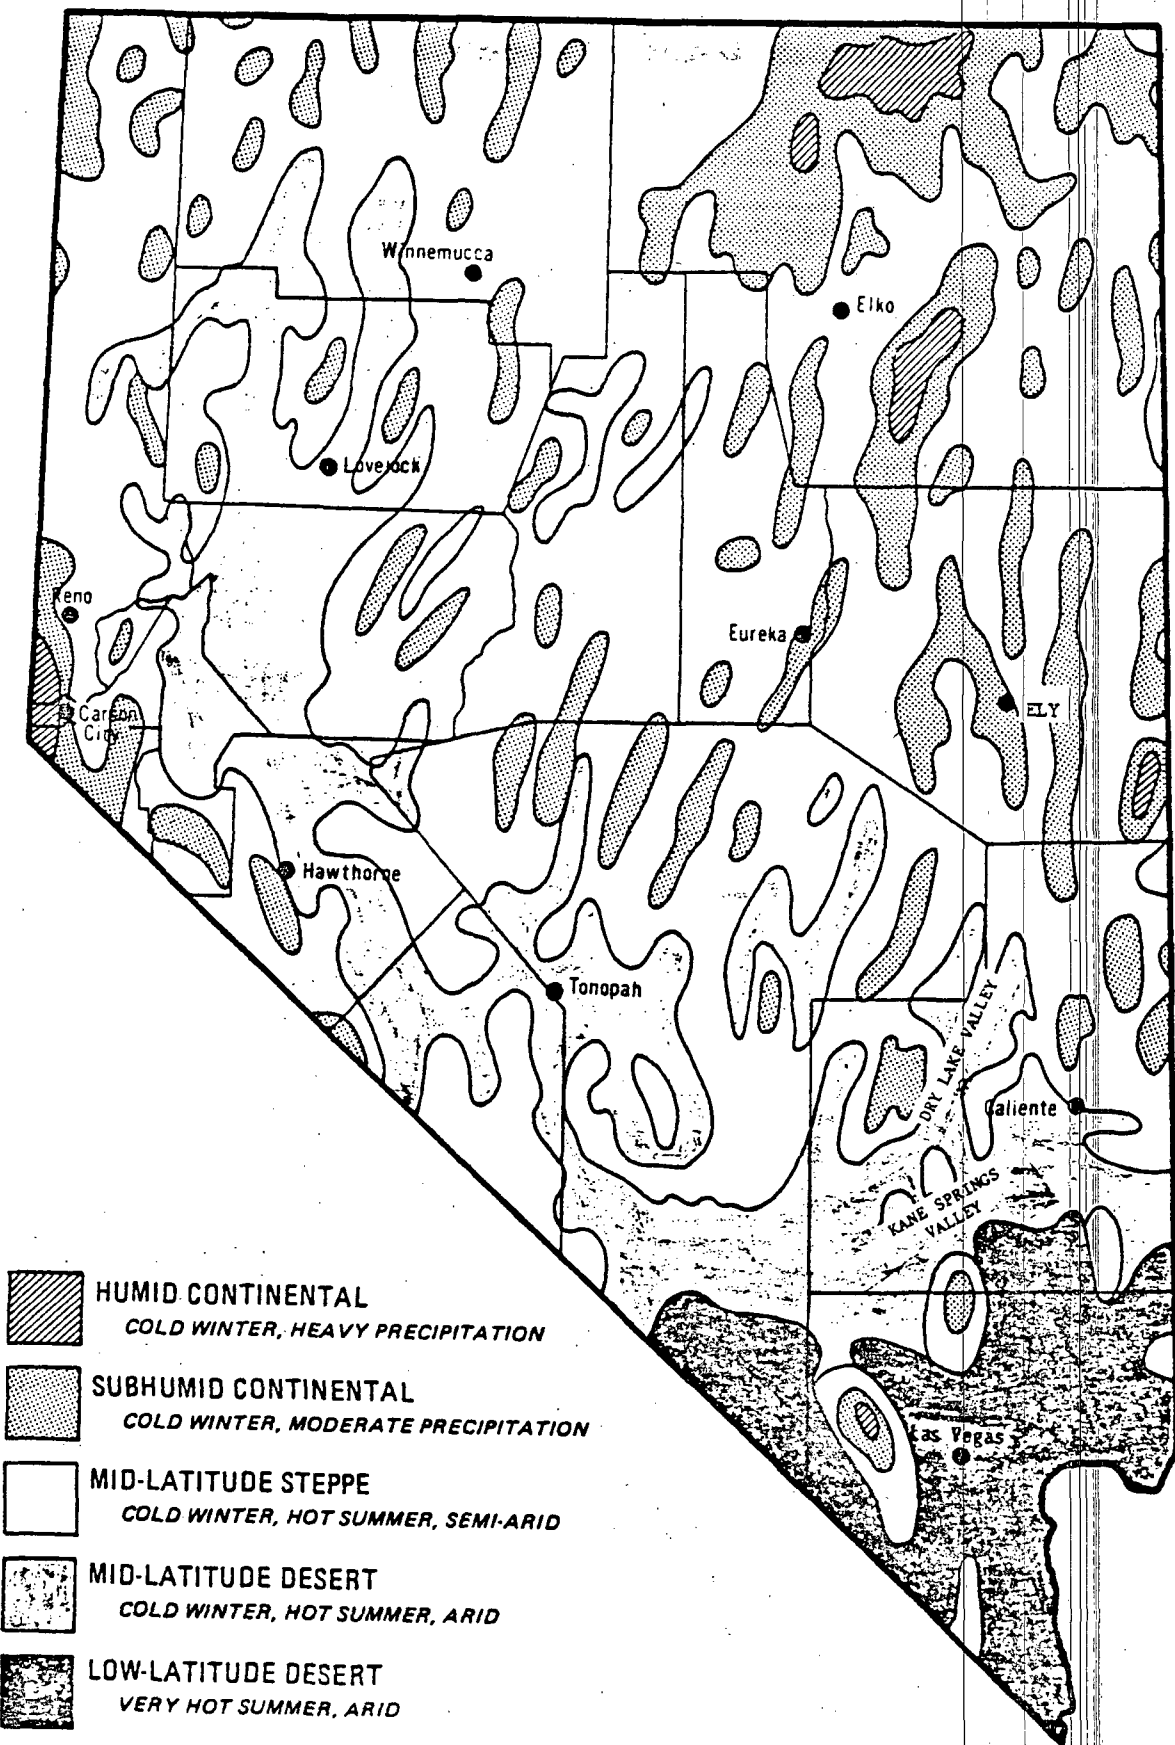 Winnemucca
Elko
Lovelock
Reno
Eureka
ELY
Carson
City
Hawthorne
Tonopah
DRY LAKE VALLEY
Caliente
KANE SPRINGS
VALLEY
Las Vegas
HUMID CONTINENTAL
COLD WINTER, HEAVY PRECIPITATION
SUBHUMID CONTINENTAL
COLD WINTER, MODERATE PRECIPITATION
MID-LATITUDE STEPPE
COLD WINTER, HOT SUMMER, SEMI-ARID
MID-LATITUDE DESERT
COLD WINTER, HOT SUMMER, ARID
LOW-LATITUDE DESERT
VERY HOT SUMMER, ARID